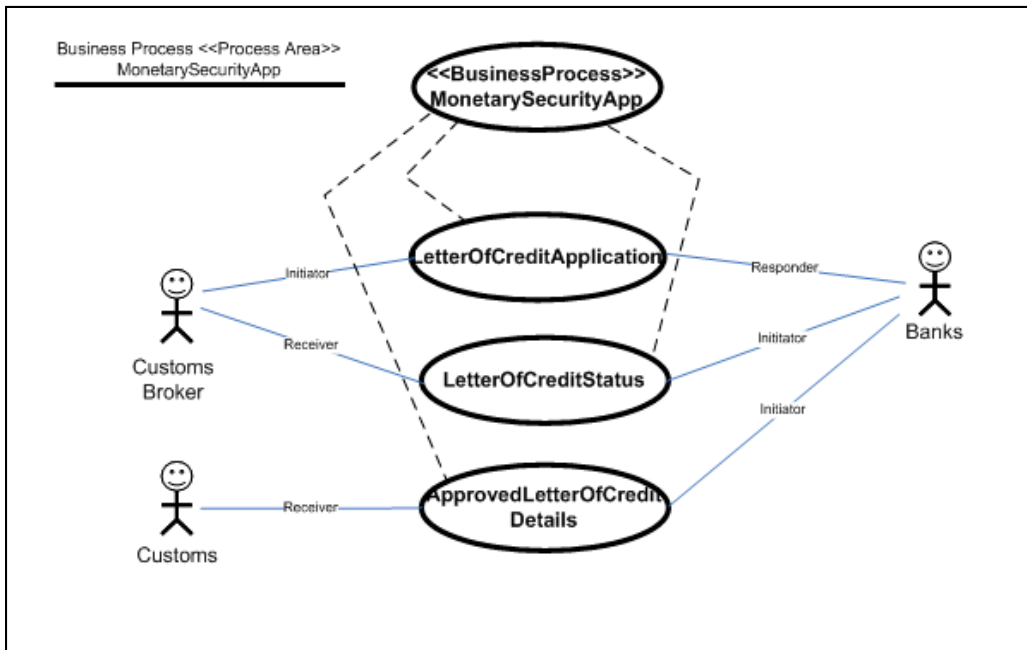 Business Process <<Process Area>>
MonetarySecurityApp
<<BusinessProcess>>
MonetarySecurityApp
LetterOfCreditApplication
Initiator
Responder
Customs
Broker
Banks
Receiver
LetterOfCreditStatus
Inititator
Initiator
ApprovedLetterOfCredit
Details
Receiver
Customs